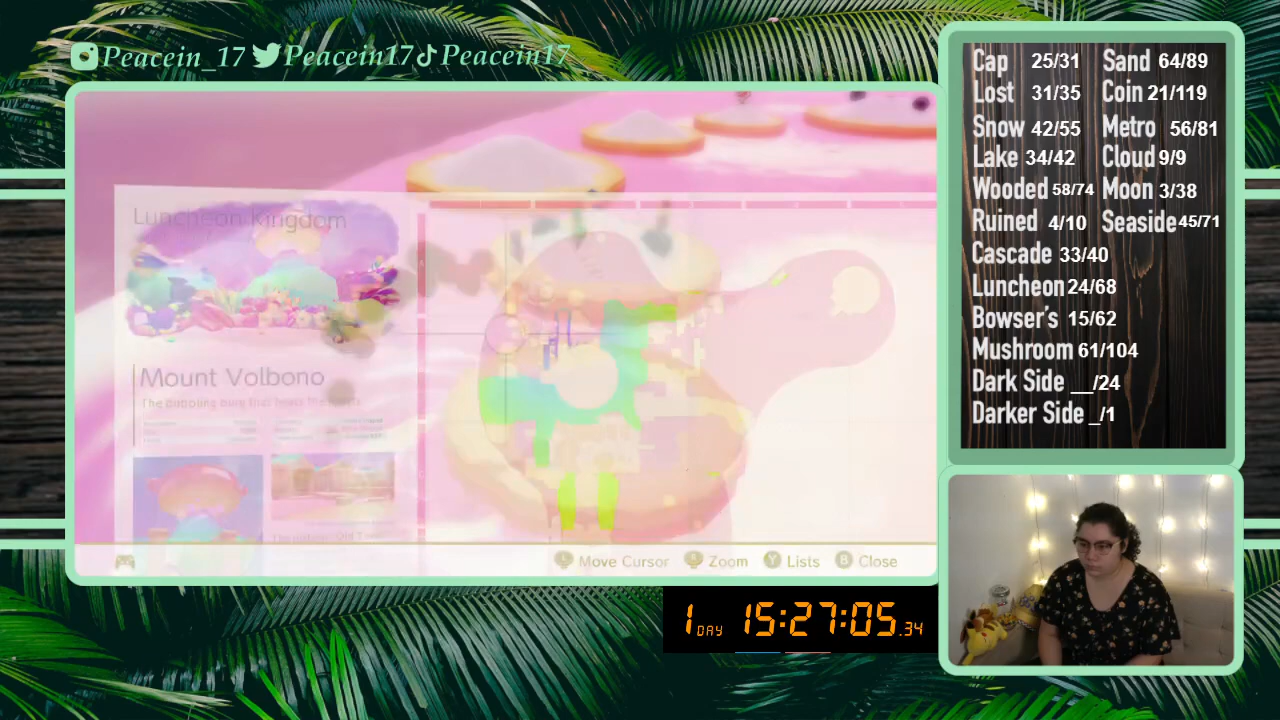 Peacein_17 Peacein17 Peacein17
Luncheon Kingdom
Mount Volbono
Move Cursor Zoom Y Lists B Close
1 DAY 15:27:05.34
Cap 25/31 Sand 64/89
Lost 31/35 Coin 21/119
Snow 42/55 Metro 56/81
Lake 34/42 Cloud 9/9
Wooded 58/74 Moon 3/38
Ruined 4/10 Seaside 45/71
Cascade 33/40
Luncheon 24/68
Bowser's 15/62
Mushroom 61/104
Dark Side __/24
Darker Side _/1